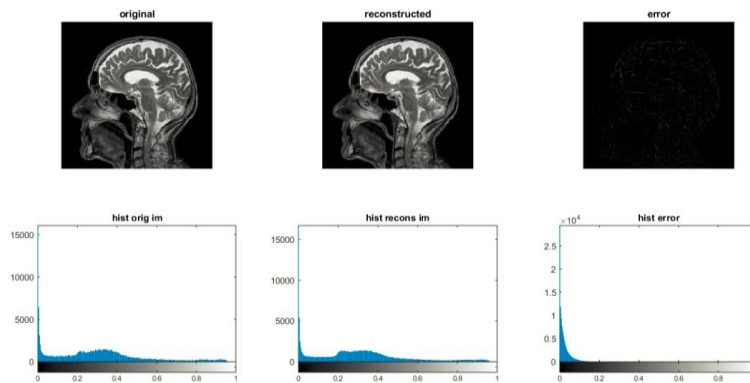 original
reconstructed
error
hist orig im
15000
10000
5000
0
0 0.2 0.4 0.6 0.8 1
hist recons im
15000
10000
5000
0
0 0.2 0.4 0.6 0.8 1
hist error
×10⁴
2.5
2
1.5
1
0.5
0
0 0.2 0.4 0.6 0.8